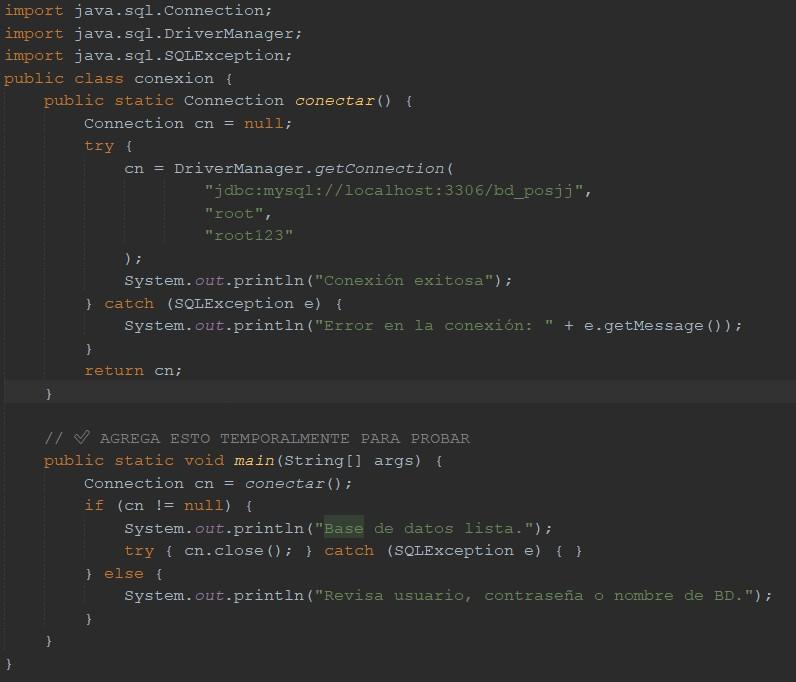 import java.sql.Connection;
import java.sql.DriverManager;
import java.sql.SQLException;
public class conexion {
    public static Connection conectar() {
        Connection cn = null;
        try {
            cn = DriverManager.getConnection(
                    "jdbc:mysql://localhost:3306/bd_posjj",
                    "root",
                    "root123"
            );
            System.out.println("Conexión exitosa");
        } catch (SQLException e) {
            System.out.println("Error en la conexión: " + e.getMessage());
        }
        return cn;
    }

    // ✅ AGREGA ESTO TEMPORALMENTE PARA PROBAR
    public static void main(String[] args) {
        Connection cn = conectar();
        if (cn != null) {
            System.out.println("Base de datos lista.");
            try { cn.close(); } catch (SQLException e) { }
        } else {
            System.out.println("Revisa usuario, contraseña o nombre de BD.");
        }
    }
}